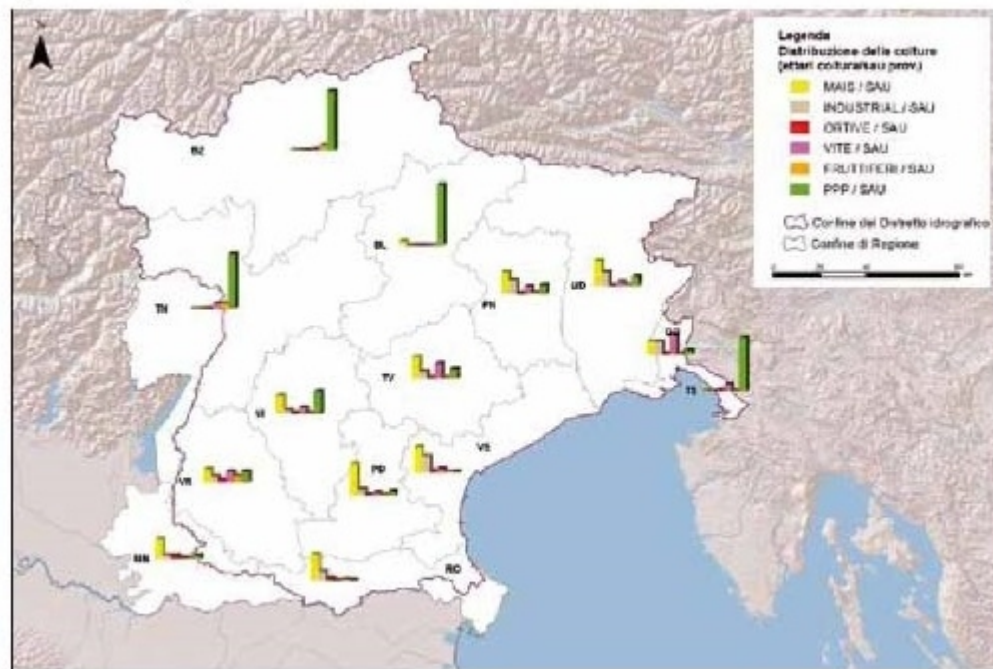 Legenda
Distribuzione delle colture
(ettari coltura/sau prov.)
MAIS / SAU
INDUSTRIAL / SAU
ORTIVE / SAU
VITE / SAU
FRUTTIFERI / SAU
PPP / SAU
Confine del Distretto idrografico
Confine di Regione
BZ
BL
TN
PN
UD
TS
TV
VI
VE
PD
VR
MN
RO